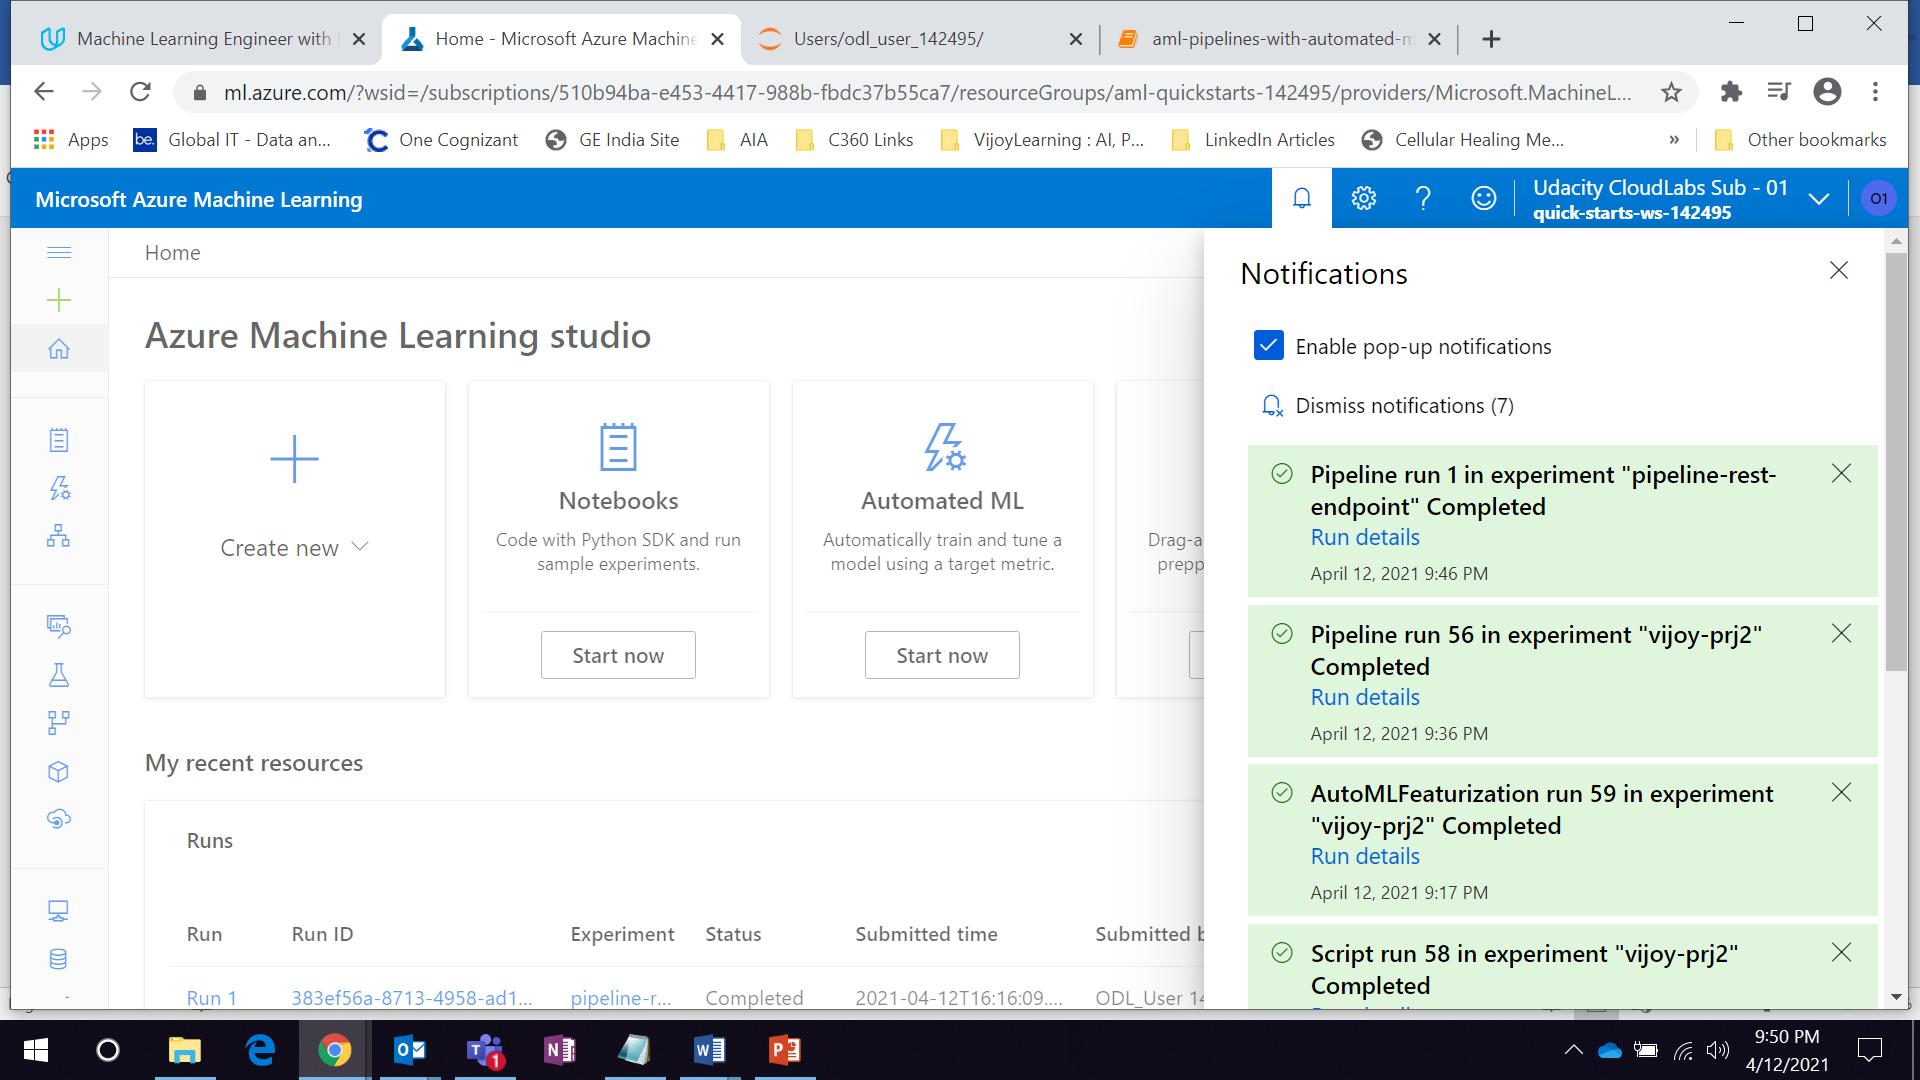 Machine Learning Engineer with
Home - Microsoft Azure Machine
Users/odl_user_142495/
aml-pipelines-with-automated-m
ml.azure.com/?wsid=/subscriptions/510b94ba-e453-4417-988b-fbdc37b55ca7/resourceGroups/aml-quickstarts-142495/providers/Microsoft.MachineL...
Apps
be.
Global IT - Data an...
One Cognizant
GE India Site
AIA
C360 Links
VijoyLearning : AI, P...
LinkedIn Articles
Cellular Healing Me...
»
Other bookmarks
Microsoft Azure Machine Learning
Udacity CloudLabs Sub - 01
quick-starts-ws-142495
O1
Home
Azure Machine Learning studio
Create new
Notebooks
Code with Python SDK and run
sample experiments.
Start now
Automated ML
Automatically train and tune a
model using a target metric.
Start now
Drag-a
prepp
My recent resources
Runs
Run
Run ID
Experiment
Status
Submitted time
Submitted b
Run 1
383ef56a-8713-4958-ad1...
pipeline-r...
Completed
2021-04-12T16:16:09....
ODL_User 14
Notifications
Enable pop-up notifications
Dismiss notifications (7)
Pipeline run 1 in experiment "pipeline-rest-
endpoint" Completed
Run details
April 12, 2021 9:46 PM
Pipeline run 56 in experiment "vijoy-prj2"
Completed
Run details
April 12, 2021 9:36 PM
AutoMLFeaturization run 59 in experiment
"vijoy-prj2" Completed
Run details
April 12, 2021 9:17 PM
Script run 58 in experiment "vijoy-prj2"
Completed
1
9:50 PM
4/12/2021